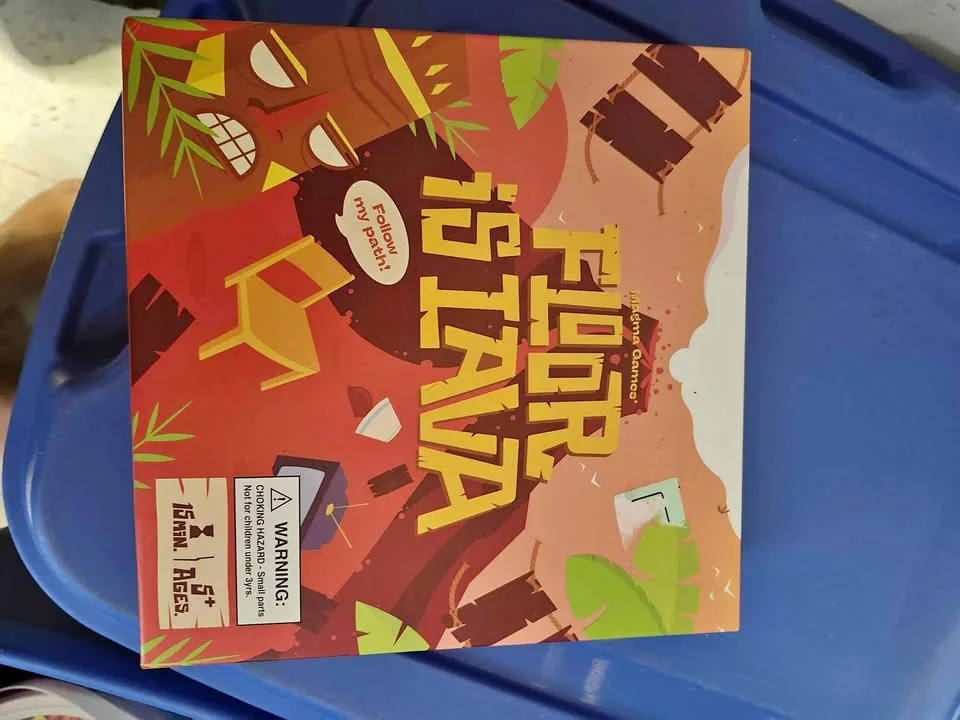 Magma Games'
FLOOR
IS LAVA
Follow
my path!
WARNING:
CHOKING HAZARD - Small parts
Not for children under 3yrs.
15 MIN.
5+
AGES.